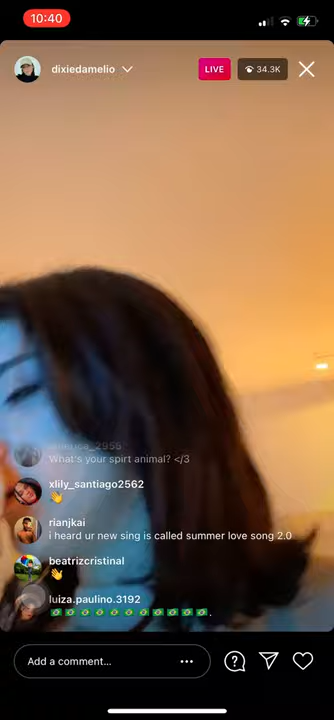 10:40
dixiedamelio
LIVE
34.3K
What's your spirt animal? </3
xlily_santiago2562
👋
rianjkai
i heard ur new sing is called summer love song 2.0
beatrizcristinal
👋
luiza.paulino.3192
🇧🇷🇧🇷🇧🇷🇧🇷🇧🇷🇧🇷🇧🇷🇧🇷🇧🇷🇧🇷🇧🇷.
Add a comment...